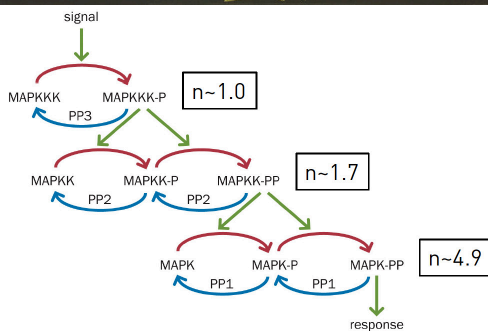 signal
MAPKKK MAPKKK-P n~1.0
PP3
MAPKK MAPKK-P MAPKK-PP n~1.7
PP2 PP2
MAPK MAPK-P MAPK-PP n~4.9
PP1 PP1
response